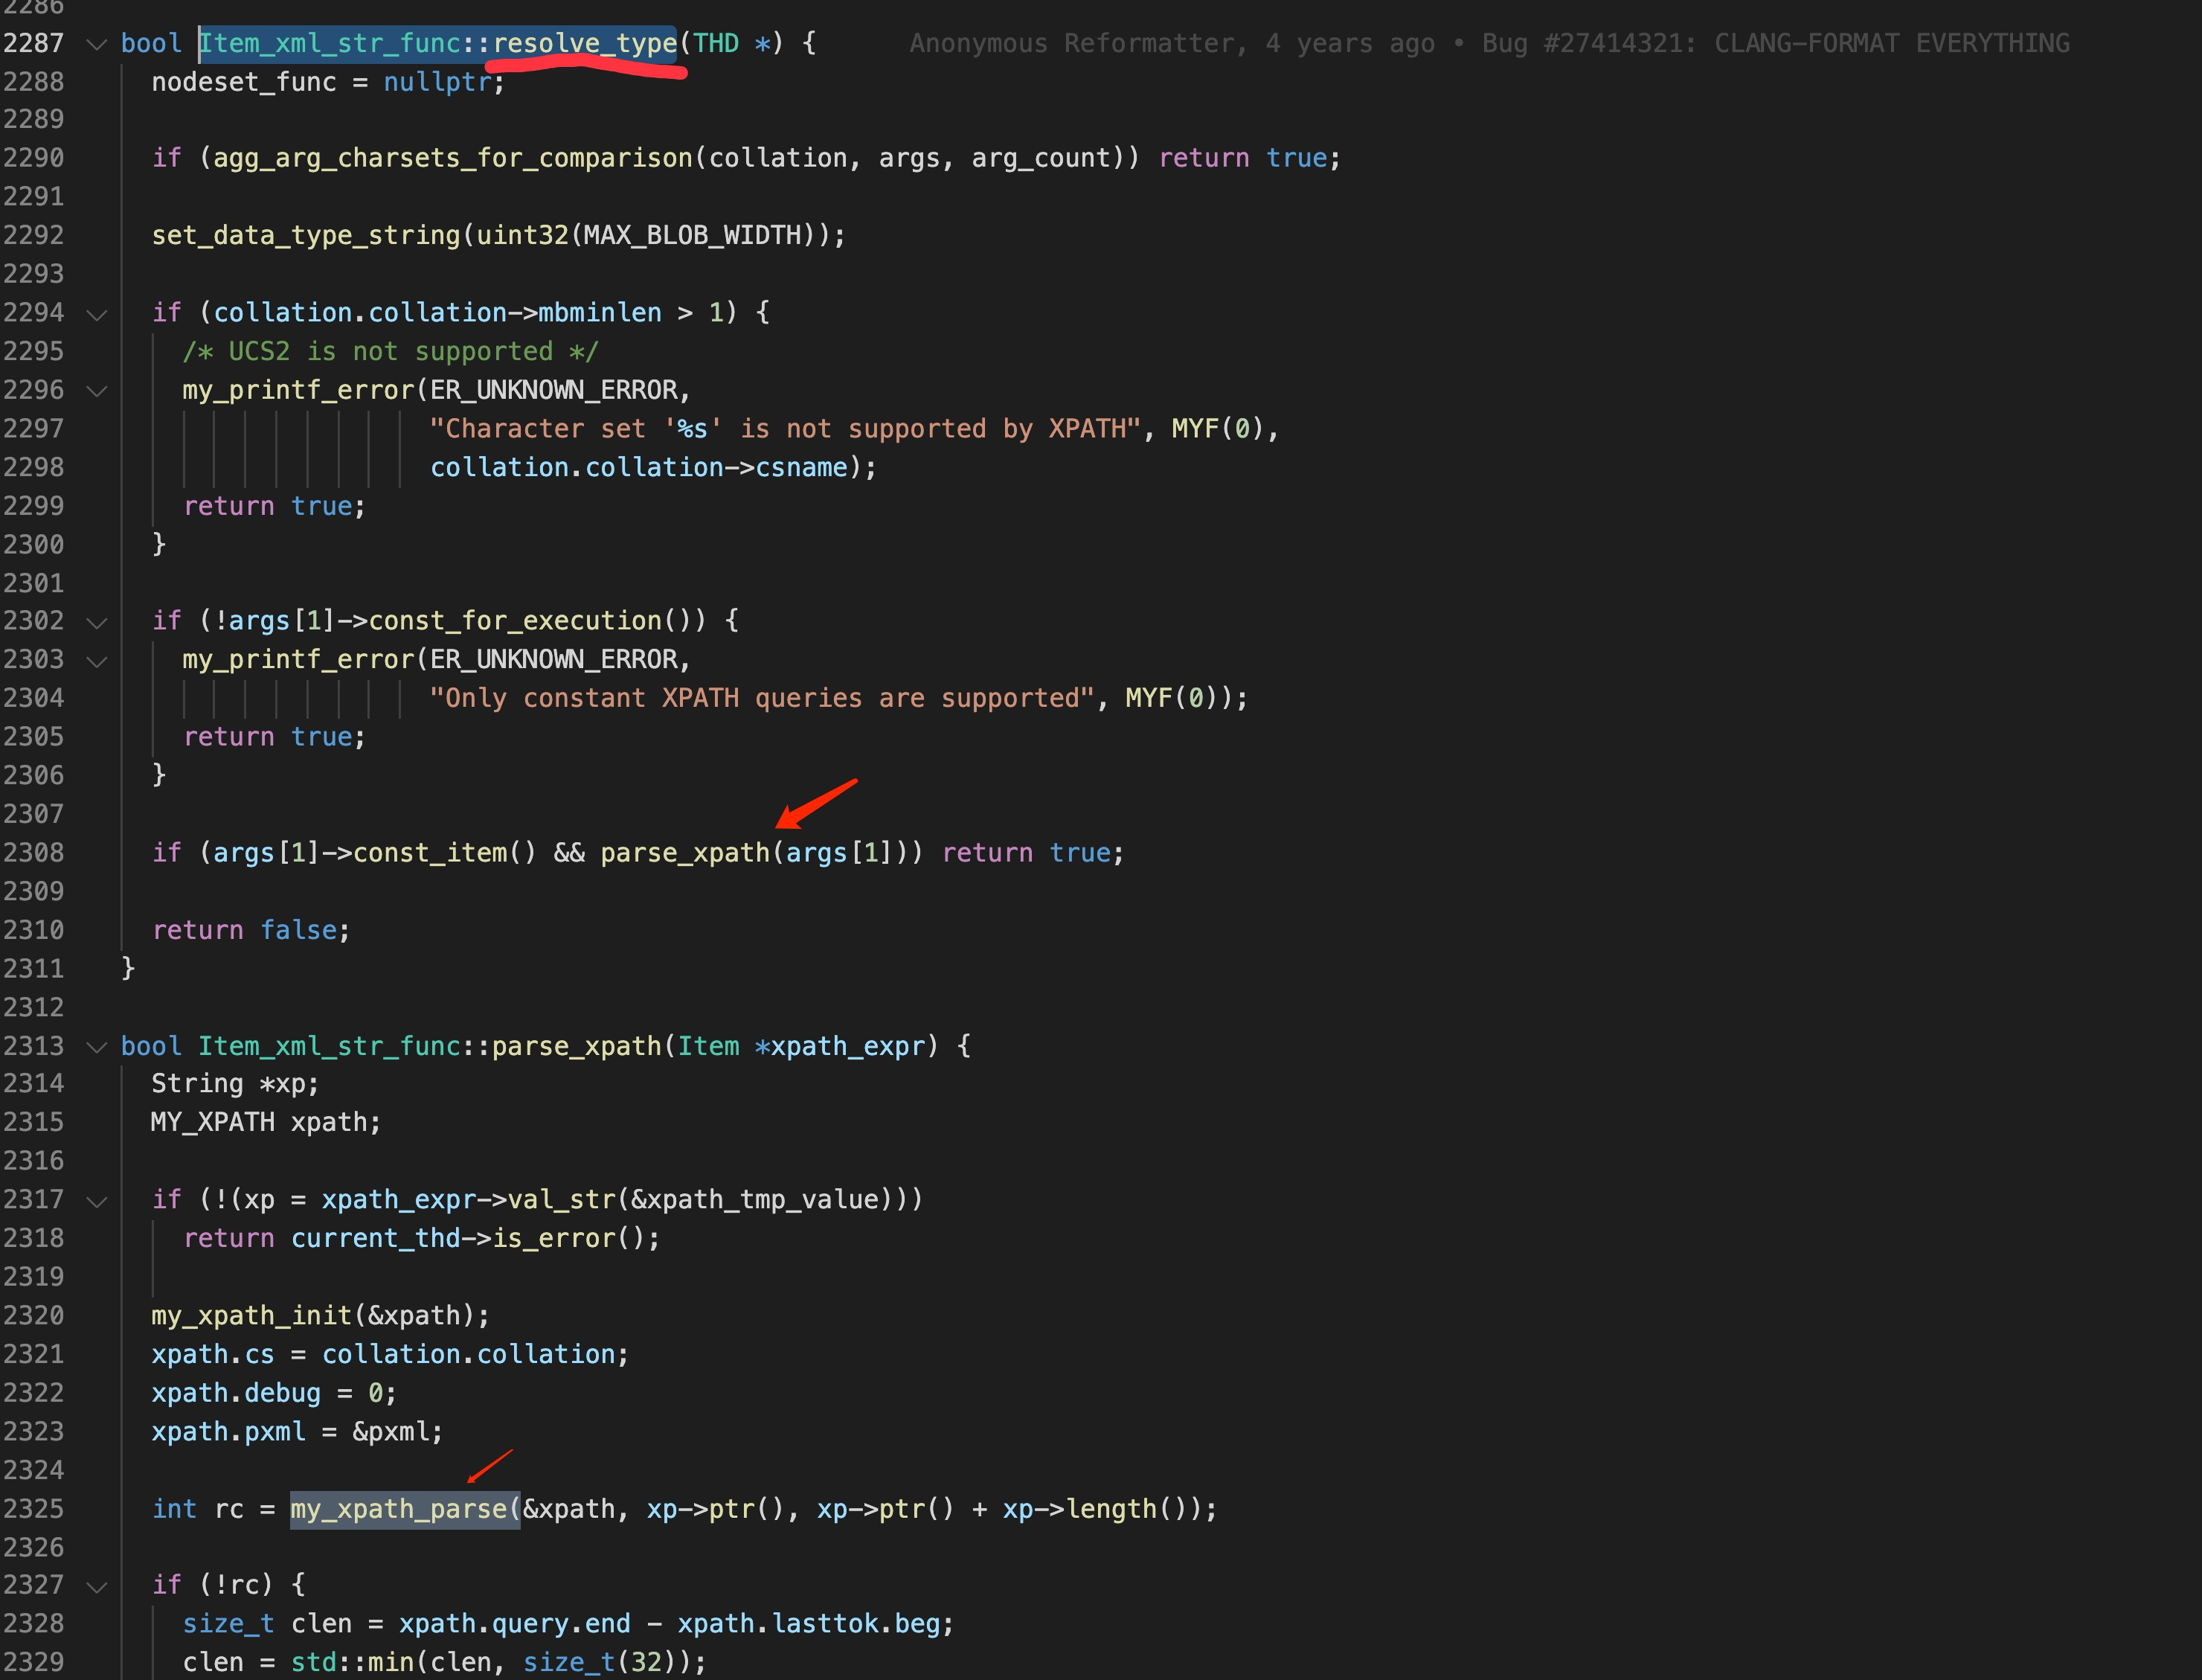 2286
2287 bool Item_xml_str_func::resolve_type(THD *) { Anonymous Reformatter, 4 years ago • Bug #27414321: CLANG-FORMAT EVERYTHING
2288 nodeset_func = nullptr;
2289
2290 if (agg_arg_charsets_for_comparison(collation, args, arg_count)) return true;
2291
2292 set_data_type_string(uint32(MAX_BLOB_WIDTH));
2293
2294 if (collation.collation->mbminlen > 1) {
2295 /* UCS2 is not supported */
2296 my_printf_error(ER_UNKNOWN_ERROR,
2297 "Character set '%s' is not supported by XPATH", MYF(0),
2298 collation.collation->csname);
2299 return true;
2300 }
2301
2302 if (!args[1]->const_for_execution()) {
2303 my_printf_error(ER_UNKNOWN_ERROR,
2304 "Only constant XPATH queries are supported", MYF(0));
2305 return true;
2306 }
2307
2308 if (args[1]->const_item() && parse_xpath(args[1])) return true;
2309
2310 return false;
2311 }
2312
2313 bool Item_xml_str_func::parse_xpath(Item *xpath_expr) {
2314 String *xp;
2315 MY_XPATH xpath;
2316
2317 if (!(xp = xpath_expr->val_str(&xpath_tmp_value)))
2318 return current_thd->is_error();
2319
2320 my_xpath_init(&xpath);
2321 xpath.cs = collation.collation;
2322 xpath.debug = 0;
2323 xpath.pxml = &pxml;
2324
2325 int rc = my_xpath_parse(&xpath, xp->ptr(), xp->ptr() + xp->length());
2326
2327 if (!rc) {
2328 size_t clen = xpath.query.end - xpath.lasttok.beg;
2329 clen = std::min(clen, size_t(32));